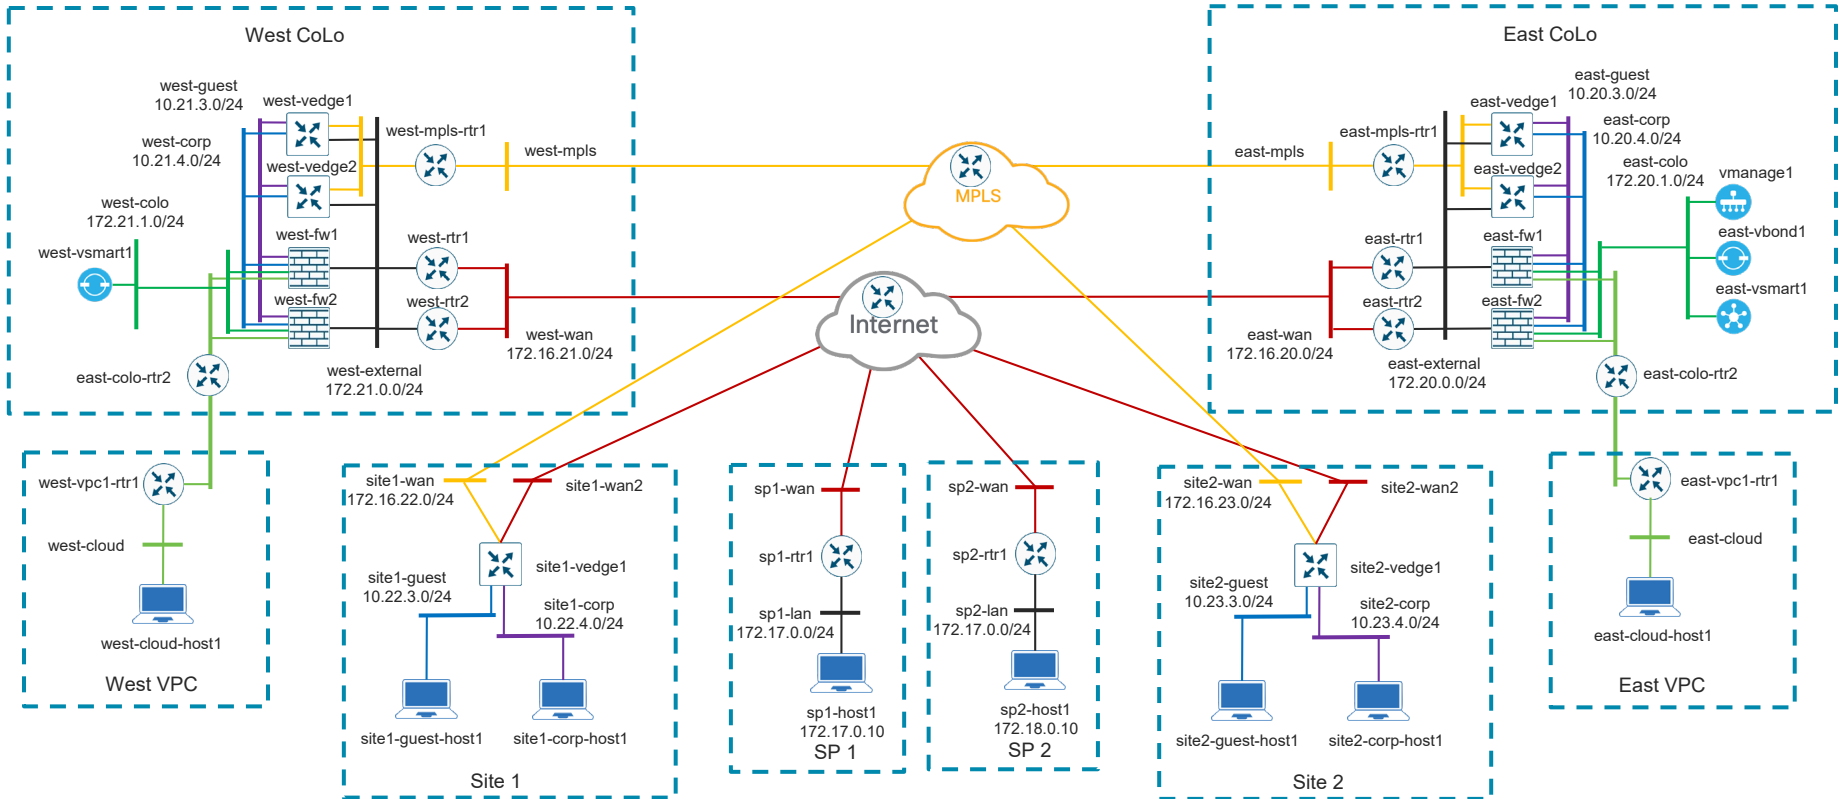 West CoLo
west-guest
10.21.3.0/24
west-vedge1
west-corp
10.21.4.0/24
west-mpls-rtr1
west-mpls
west-vedge2
west-colo
172.21.1.0/24
west-vsmart1
west-fw1
west-rtr1
west-fw2
west-rtr2
west-wan
172.16.21.0/24
west-external
172.21.0.0/24
east-colo-rtr2
MPLS
Internet
East CoLo
east-guest
10.20.3.0/24
east-vedge1
east-corp
10.20.4.0/24
east-mpls-rtr1
east-mpls
east-vedge2
east-colo
172.20.1.0/24
vmanage1
east-vbond1
east-vsmart1
east-rtr1
east-fw1
east-rtr2
east-fw2
east-wan
172.16.20.0/24
east-external
172.20.0.0/24
east-colo-rtr2
west-vpc1-rtr1
west-cloud
west-cloud-host1
West VPC
site1-wan
172.16.22.0/24
site1-wan2
site1-vedge1
site1-guest
10.22.3.0/24
site1-corp
10.22.4.0/24
site1-guest-host1
site1-corp-host1
Site 1
sp1-wan
sp1-rtr1
sp1-lan
172.17.0.0/24
sp1-host1
172.17.0.10
SP 1
sp2-wan
sp2-rtr1
sp2-lan
172.17.0.0/24
sp2-host1
172.18.0.10
SP 2
site2-wan
172.16.23.0/24
site2-wan2
site2-vedge1
site2-guest
10.23.3.0/24
site2-corp
10.23.4.0/24
site2-guest-host1
site2-corp-host1
Site 2
east-vpc1-rtr1
east-cloud
east-cloud-host1
East VPC